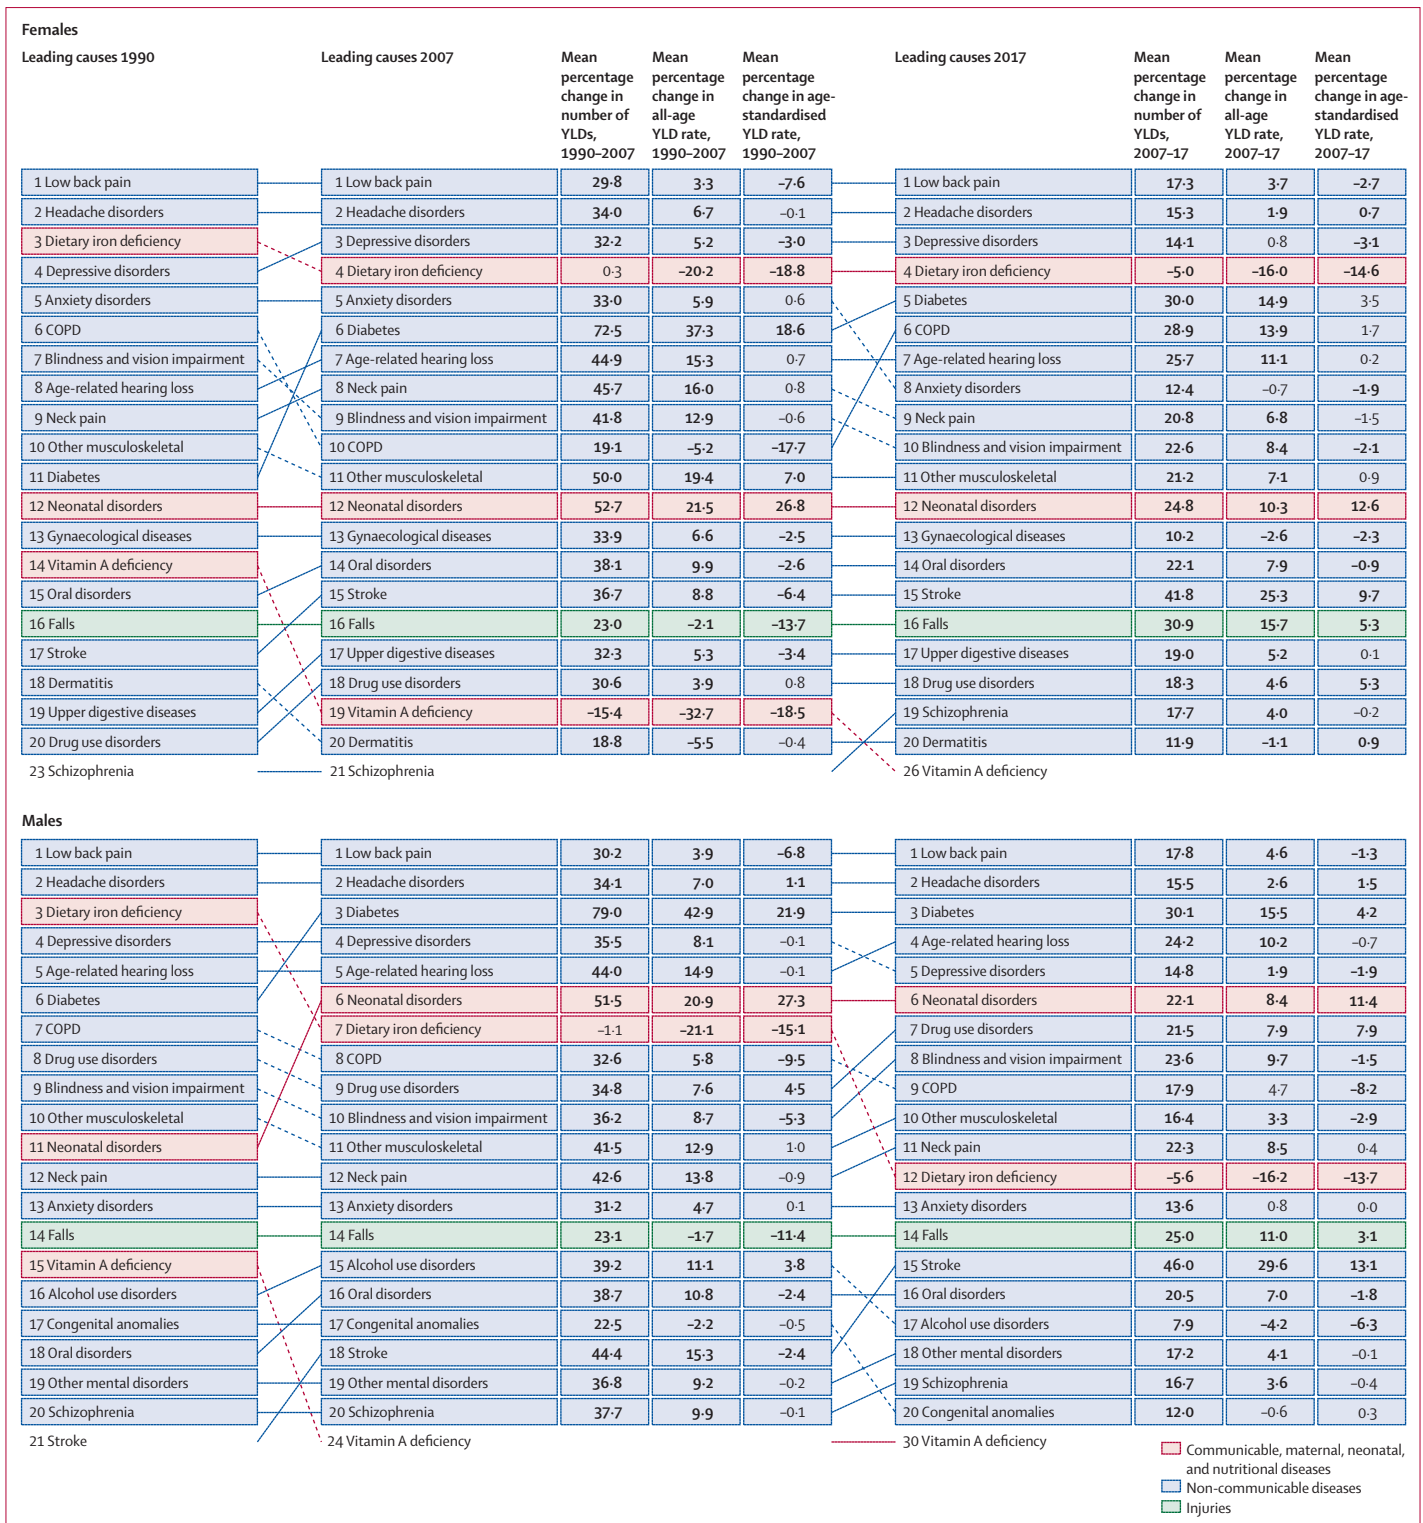 Females
Leading causes 1990
Leading causes 2007
Mean percentage change in number of YLDs, 1990–2007
Mean percentage change in all-age YLD rate, 1990–2007
Mean percentage change in age-standardised YLD rate, 1990–2007
Leading causes 2017
Mean percentage change in number of YLDs, 2007–17
Mean percentage change in all-age YLD rate, 2007–17
Mean percentage change in age-standardised YLD rate, 2007–17
1 Low back pain 1 Low back pain 29·8 3·3 –7·6 1 Low back pain 17·3 3·7 –2·7
2 Headache disorders 2 Headache disorders 34·0 6·7 –0·1 2 Headache disorders 15·3 1·9 0·7
3 Dietary iron deficiency 3 Depressive disorders 32·2 5·2 –3·0 3 Depressive disorders 14·1 0·8 –3·1
4 Depressive disorders 4 Dietary iron deficiency 0·3 –20·2 –18·8 4 Dietary iron deficiency –5·0 –16·0 –14·6
5 Anxiety disorders 5 Anxiety disorders 33·0 5·9 0·6 5 Diabetes 30·0 14·9 3·5
6 COPD 6 Diabetes 72·5 37·3 18·6 6 COPD 28·9 13·9 1·7
7 Blindness and vision impairment 7 Age-related hearing loss 44·9 15·3 0·7 7 Age-related hearing loss 25·7 11·1 0·2
8 Age-related hearing loss 8 Neck pain 45·7 16·0 0·8 8 Anxiety disorders 12·4 –0·7 –1·9
9 Neck pain 9 Blindness and vision impairment 41·8 12·9 –0·6 9 Neck pain 20·8 6·8 –1·5
10 Other musculoskeletal 10 COPD 19·1 –5·2 –17·7 10 Blindness and vision impairment 22·6 8·4 –2·1
11 Diabetes 11 Other musculoskeletal 50·0 19·4 7·0 11 Other musculoskeletal 21·2 7·1 0·9
12 Neonatal disorders 12 Neonatal disorders 52·7 21·5 26·8 12 Neonatal disorders 24·8 10·3 12·6
13 Gynaecological diseases 13 Gynaecological diseases 33·9 6·6 –2·5 13 Gynaecological diseases 10·2 –2·6 –2·3
14 Vitamin A deficiency 14 Oral disorders 38·1 9·9 –2·6 14 Oral disorders 22·1 7·9 –0·9
15 Oral disorders 15 Stroke 36·7 8·8 –6·4 15 Stroke 41·8 25·3 9·7
16 Falls 16 Falls 23·0 –2·1 –13·7 16 Falls 30·9 15·7 5·3
17 Stroke 17 Upper digestive diseases 32·3 5·3 –3·4 17 Upper digestive diseases 19·0 5·2 0·1
18 Dermatitis 18 Drug use disorders 30·6 3·9 0·8 18 Drug use disorders 18·3 4·6 5·3
19 Upper digestive diseases 19 Vitamin A deficiency –15·4 –32·7 –18·5 19 Schizophrenia 17·7 4·0 –0·2
20 Drug use disorders 20 Dermatitis 18·8 –5·5 –0·4 20 Dermatitis 11·9 –1·1 0·9
23 Schizophrenia 21 Schizophrenia 26 Vitamin A deficiency
Males
1 Low back pain 1 Low back pain 30·2 3·9 –6·8 1 Low back pain 17·8 4·6 –1·3
2 Headache disorders 2 Headache disorders 34·1 7·0 1·1 2 Headache disorders 15·5 2·6 1·5
3 Dietary iron deficiency 3 Diabetes 79·0 42·9 21·9 3 Diabetes 30·1 15·5 4·2
4 Depressive disorders 4 Depressive disorders 35·5 8·1 –0·1 4 Age-related hearing loss 24·2 10·2 –0·7
5 Age-related hearing loss 5 Age-related hearing loss 44·0 14·9 –0·1 5 Depressive disorders 14·8 1·9 –1·9
6 Diabetes 6 Neonatal disorders 51·5 20·9 27·3 6 Neonatal disorders 22·1 8·4 11·4
7 COPD 7 Dietary iron deficiency –1·1 –21·1 –15·1 7 Drug use disorders 21·5 7·9 7·9
8 Drug use disorders 8 COPD 32·6 5·8 –9·5 8 Blindness and vision impairment 23·6 9·7 –1·5
9 Blindness and vision impairment 9 Drug use disorders 34·8 7·6 4·5 9 COPD 17·9 4·7 –8·2
10 Other musculoskeletal 10 Blindness and vision impairment 36·2 8·7 –5·3 10 Other musculoskeletal 16·4 3·3 –2·9
11 Neonatal disorders 11 Other musculoskeletal 41·5 12·9 1·0 11 Neck pain 22·3 8·5 0·4
12 Neck pain 12 Neck pain 42·6 13·8 –0·9 12 Dietary iron deficiency –5·6 –16·2 –13·7
13 Anxiety disorders 13 Anxiety disorders 31·2 4·7 0·1 13 Anxiety disorders 13·6 0·8 0·0
14 Falls 14 Falls 23·1 –1·7 –11·4 14 Falls 25·0 11·0 3·1
15 Vitamin A deficiency 15 Alcohol use disorders 39·2 11·1 3·8 15 Stroke 46·0 29·6 13·1
16 Alcohol use disorders 16 Oral disorders 38·7 10·8 –2·4 16 Oral disorders 20·5 7·0 –1·8
17 Congenital anomalies 17 Congenital anomalies 22·5 –2·2 –0·5 17 Alcohol use disorders 7·9 –4·2 –6·3
18 Oral disorders 18 Stroke 44·4 15·3 –2·4 18 Other mental disorders 17·2 4·1 –0·1
19 Other mental disorders 19 Other mental disorders 36·8 9·2 –0·2 19 Schizophrenia 16·7 3·6 –0·4
20 Schizophrenia 20 Schizophrenia 37·7 9·9 –0·1 20 Congenital anomalies 12·0 –0·6 0·3
21 Stroke 24 Vitamin A deficiency 30 Vitamin A deficiency
Communicable, maternal, neonatal,
and nutritional diseases
Non-communicable diseases
Injuries